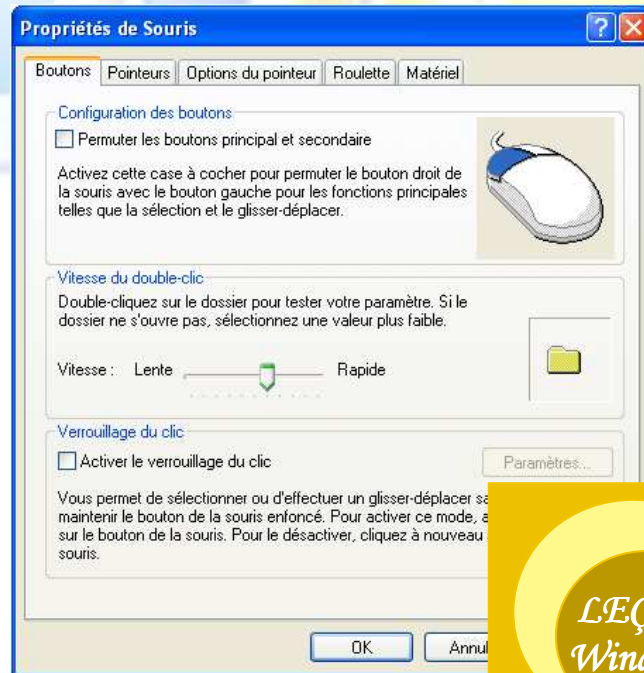 Propriétés de Souris
Boutons Pointeurs Options du pointeur Roulette Matériel
Configuration des boutons
Permuter les boutons principal et secondaire
Activez cette case à cocher pour permuter le bouton droit de
la souris avec le bouton gauche pour les fonctions principales
telles que la sélection et le glisser-déplacer.
Vitesse du double-clic
Double-cliquez sur le dossier pour tester votre paramètre. Si le
dossier ne s'ouvre pas, sélectionnez une valeur plus faible.
Vitesse : Lente Rapide
Verrouillage du clic
Activer le verrouillage du clic Paramètres...
Vous permet de sélectionner ou d'effectuer un glisser-déplacer
maintenir le bouton de la souris enfoncé. Pour activer ce mode,
sur le bouton de la souris. Pour le désactiver, cliquez à nouveau
souris.
OK